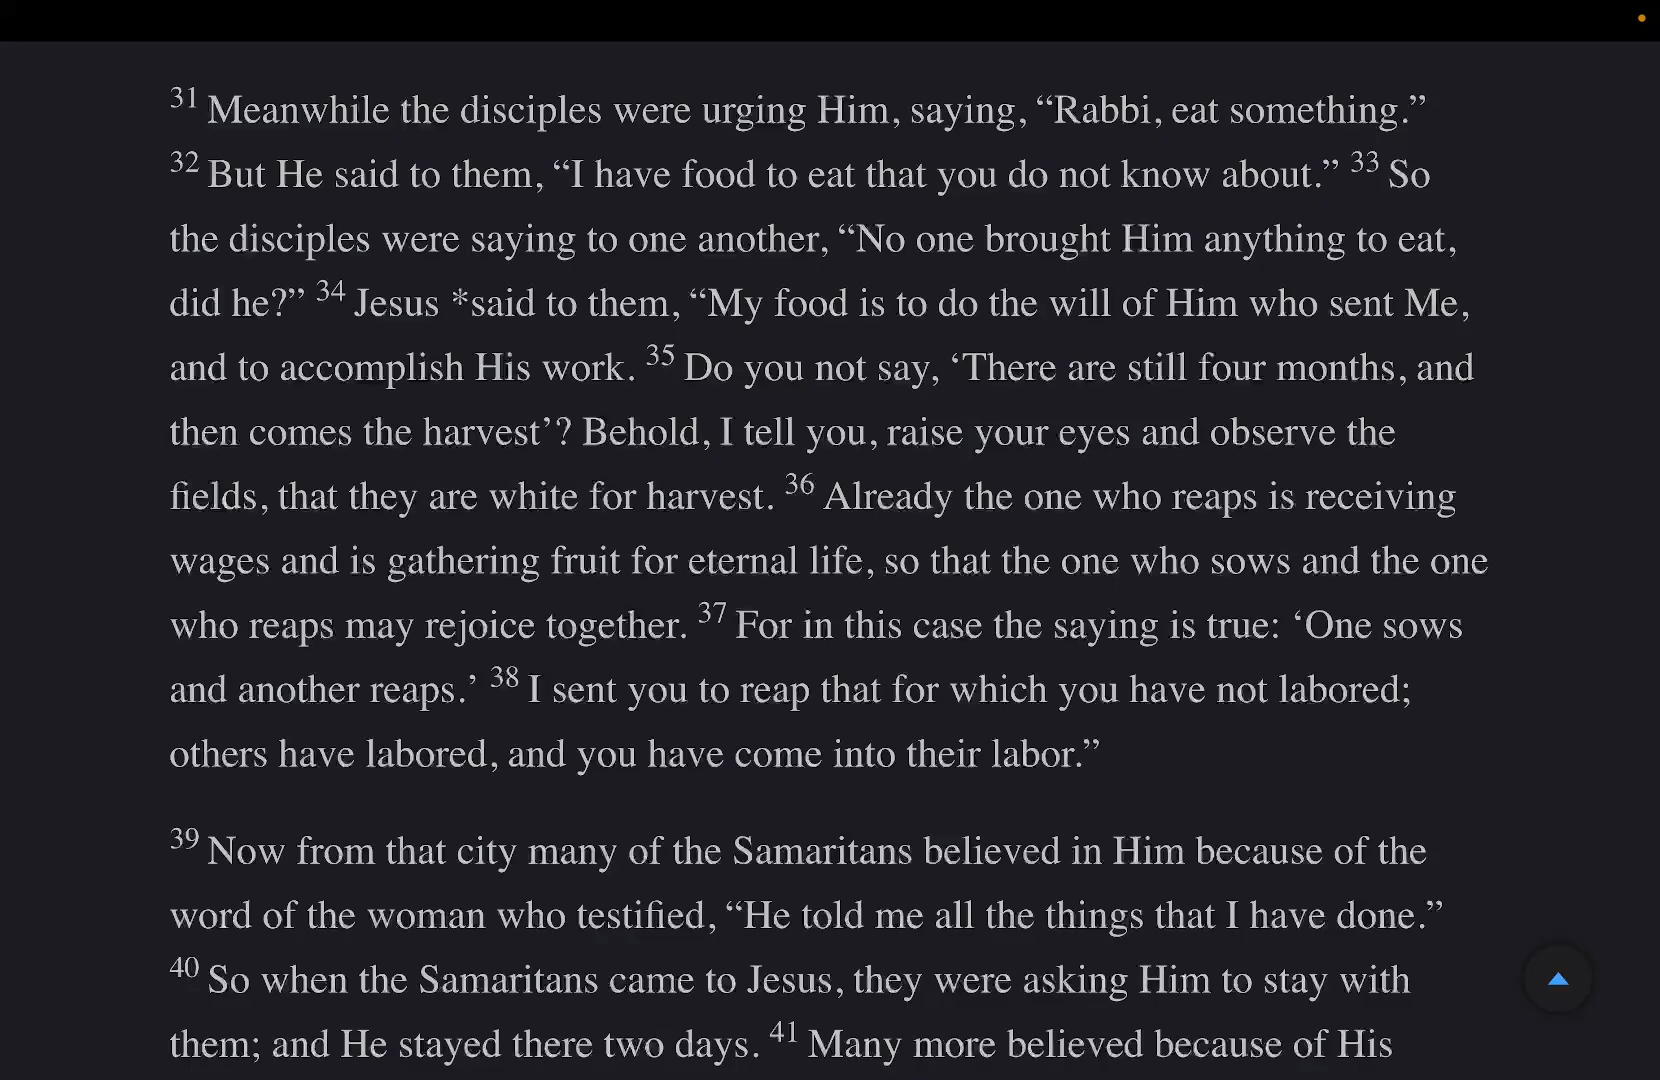 31 Meanwhile the disciples were urging Him, saying, “Rabbi, eat something.”
32 But He said to them, “I have food to eat that you do not know about.” 33 So
the disciples were saying to one another, “No one brought Him anything to eat,
did he?” 34 Jesus *said to them, “My food is to do the will of Him who sent Me,
and to accomplish His work. 35 Do you not say, ‘There are still four months, and
then comes the harvest’? Behold, I tell you, raise your eyes and observe the
fields, that they are white for harvest. 36 Already the one who reaps is receiving
wages and is gathering fruit for eternal life, so that the one who sows and the one
who reaps may rejoice together. 37 For in this case the saying is true: ‘One sows
and another reaps.’ 38 I sent you to reap that for which you have not labored;
others have labored, and you have come into their labor.”
39 Now from that city many of the Samaritans believed in Him because of the
word of the woman who testified, “He told me all the things that I have done.”
40 So when the Samaritans came to Jesus, they were asking Him to stay with
them; and He stayed there two days. 41 Many more believed because of His